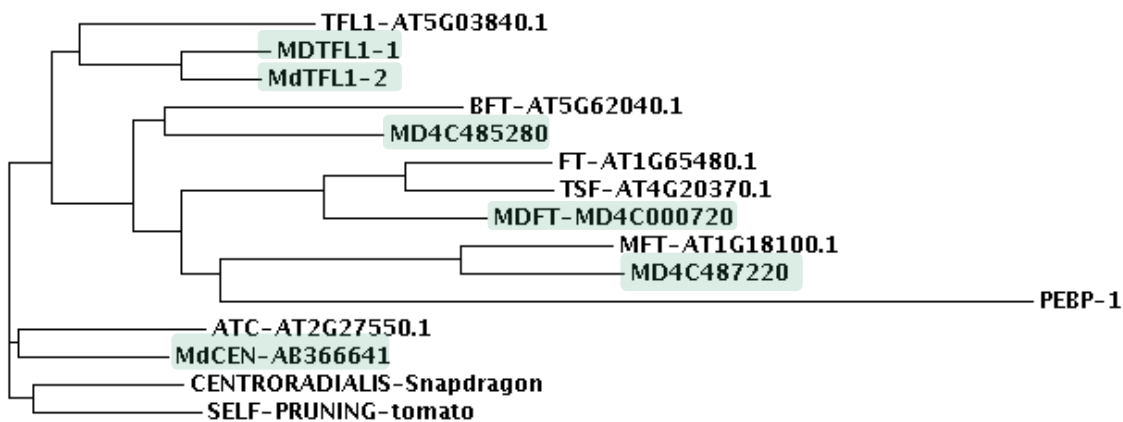 TFL1-AT5G03840.1
MDTFL1-1
MdTFL1-2
BFT-AT5G62040.1
MD4C485280
FT-AT1G65480.1
TSF-AT4G20370.1
MDFT-MD4C000720
MFT-AT1G18100.1
MD4C487220
PEBP-1
ATC-AT2G27550.1
MdCEN-AB366641
CENTRORADIALIS-Snapdragon
SELF-PRUNING-tomato